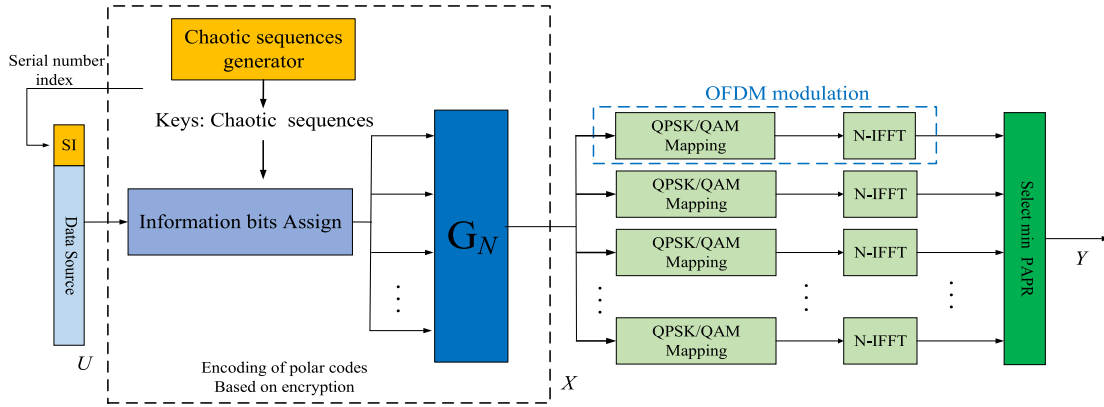 Serial number
index
SI
Data Source
U
Chaotic sequences
generator
Keys: Chaotic sequences
Information bits Assign
G_N
Encoding of polar codes
Based on encryption
X
OFDM modulation
QPSK/QAM
Mapping
N-IFFT
QPSK/QAM
Mapping
N-IFFT
QPSK/QAM
Mapping
N-IFFT
QPSK/QAM
Mapping
N-IFFT
Select min PAPR
Y